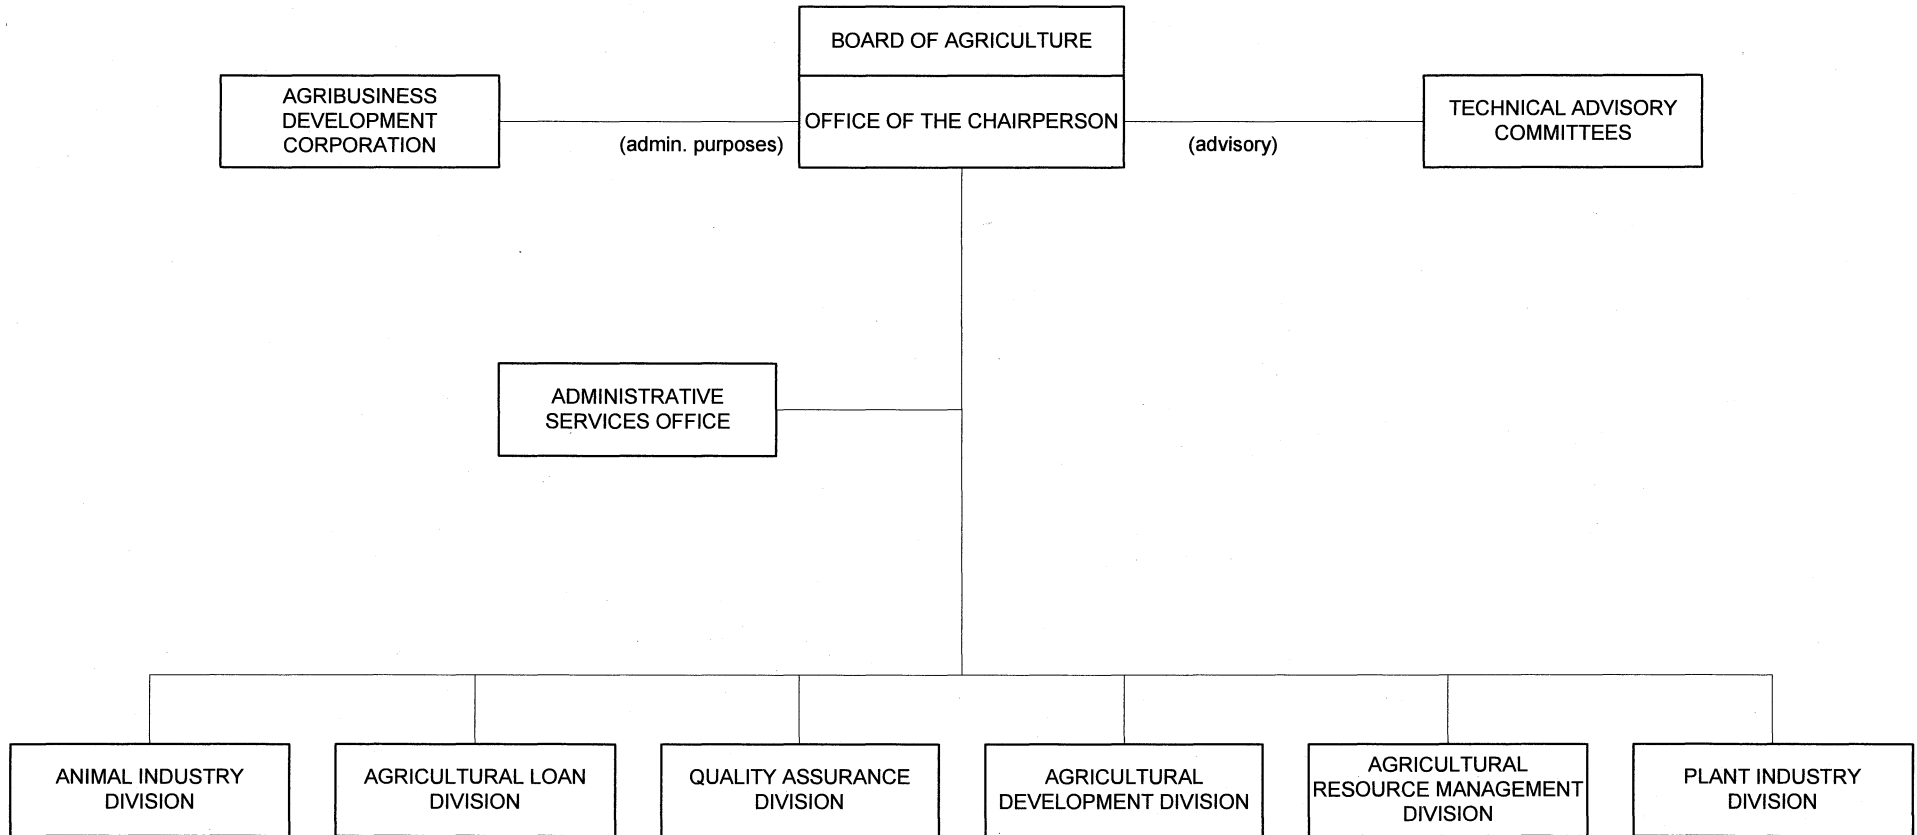 BOARD OF AGRICULTURE
AGRIBUSINESS
DEVELOPMENT
CORPORATION
(admin. purposes)
OFFICE OF THE CHAIRPERSON
(advisory)
TECHNICAL ADVISORY
COMMITTEES
ADMINISTRATIVE
SERVICES OFFICE
ANIMAL INDUSTRY
DIVISION
AGRICULTURAL LOAN
DIVISION
QUALITY ASSURANCE
DIVISION
AGRICULTURAL
DEVELOPMENT DIVISION
AGRICULTURAL
RESOURCE MANAGEMENT
DIVISION
PLANT INDUSTRY
DIVISION